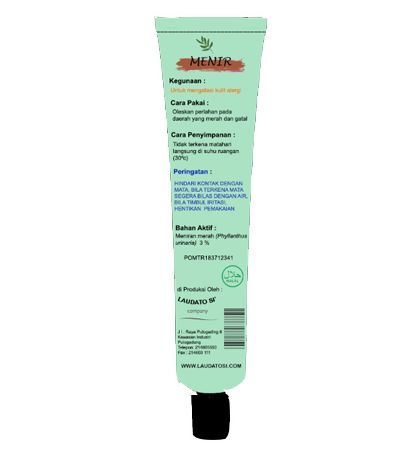 MENIR
Kegunaan :
Untuk mengatasi kulit alergi
Cara Pakai :
Oleskan perlahan pada
daerah yang merah dan gatal
Cara Penyimpanan :
Tidak terkena matahari
langsung di suhu ruangan
(30ºc)
Peringatan :
HINDARI KONTAK DENGAN
MATA, BILA TERKENA MATA
SEGERA BILAS DENGAN AIR,
BILA TIMBUL IRITASI,
HENTIKAN PEMAKAIAN
Bahan Aktif :
Meniran merah (Phyllanthus
urinaria) 3 %
POMTR183712341
حلال
HALAL
di Produksi Oleh :
LAUDATO SI'
company
Jl. Raya Pulogadung 6
Kawasan Industri
Pulogadung
Telepon:
Fax : 111
WWW.LAUDATOSI.COM